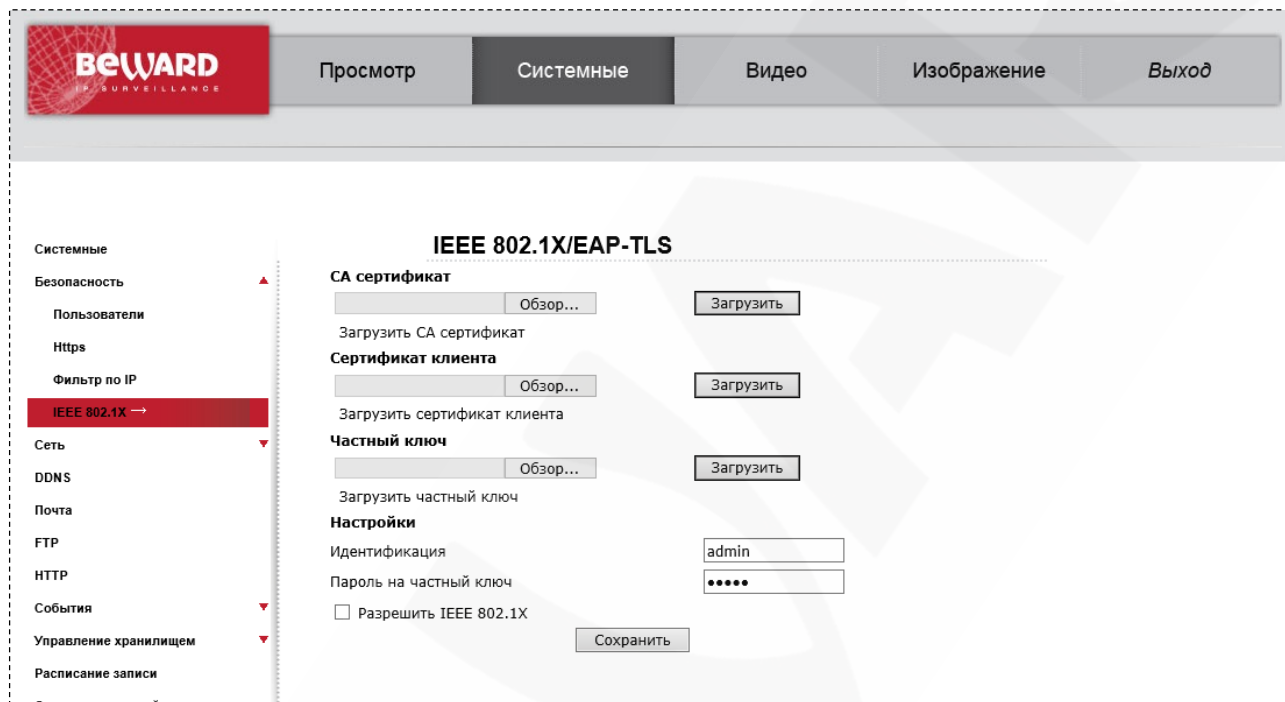 BEWARD
IP SURVEILLANCE
Просмотр
Системные
Видео
Изображение
Выход
Системные
Безопасность
Пользователи
Https
Фильтр по IP
IEEE 802.1X →
Сеть
DDNS
Почта
FTP
HTTP
События
Управление хранилищем
Расписание записи
IEEE 802.1X/EAP-TLS
CA сертификат
Обзор...
Загрузить
Загрузить CA сертификат
Сертификат клиента
Обзор...
Загрузить
Загрузить сертификат клиента
Частный ключ
Обзор...
Загрузить
Загрузить частный ключ
Настройки
Идентификация
admin
Пароль на частный ключ
•••••
Разрешить IEEE 802.1X
Сохранить